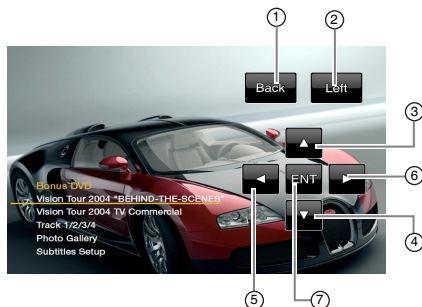 ① ②
Back Left
③
▲
◄ ENT ► ⑥
▼
④
Bonus DVD
Vision Tour 2004 "BEHIND-THE-SCENES"
Vision Tour 2004 TV Commercial
Track 1/2/3/4
Photo Gallery
Subtitles Setup
⑤ ⑦